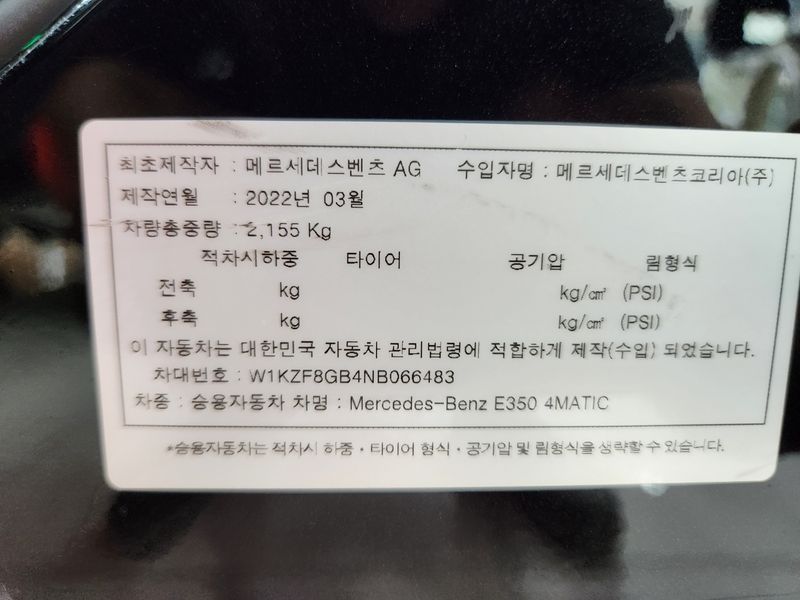 최초제작자 : 메르세데스벤츠 AG 수입자명 : 메르세데스벤츠코리아(주)
제작연월 : 2022년 03월
차량총중량 : 2,155 Kg
적차시하중 타이어 공기압 림형식
전축 kg kg/㎠ (PSI)
후축 kg kg/㎠ (PSI)
이 자동차는 대한민국 자동차 관리법령에 적합하게 제작(수입) 되었습니다.
차대번호 : W1KZF8GB4NB066483
차종 : 승용자동차 차명 : Mercedes-Benz E350 4MATIC
*승용자동차는 적차시 하중・타이어 형식・공기압 및 림형식을 생략할 수 있습니다.